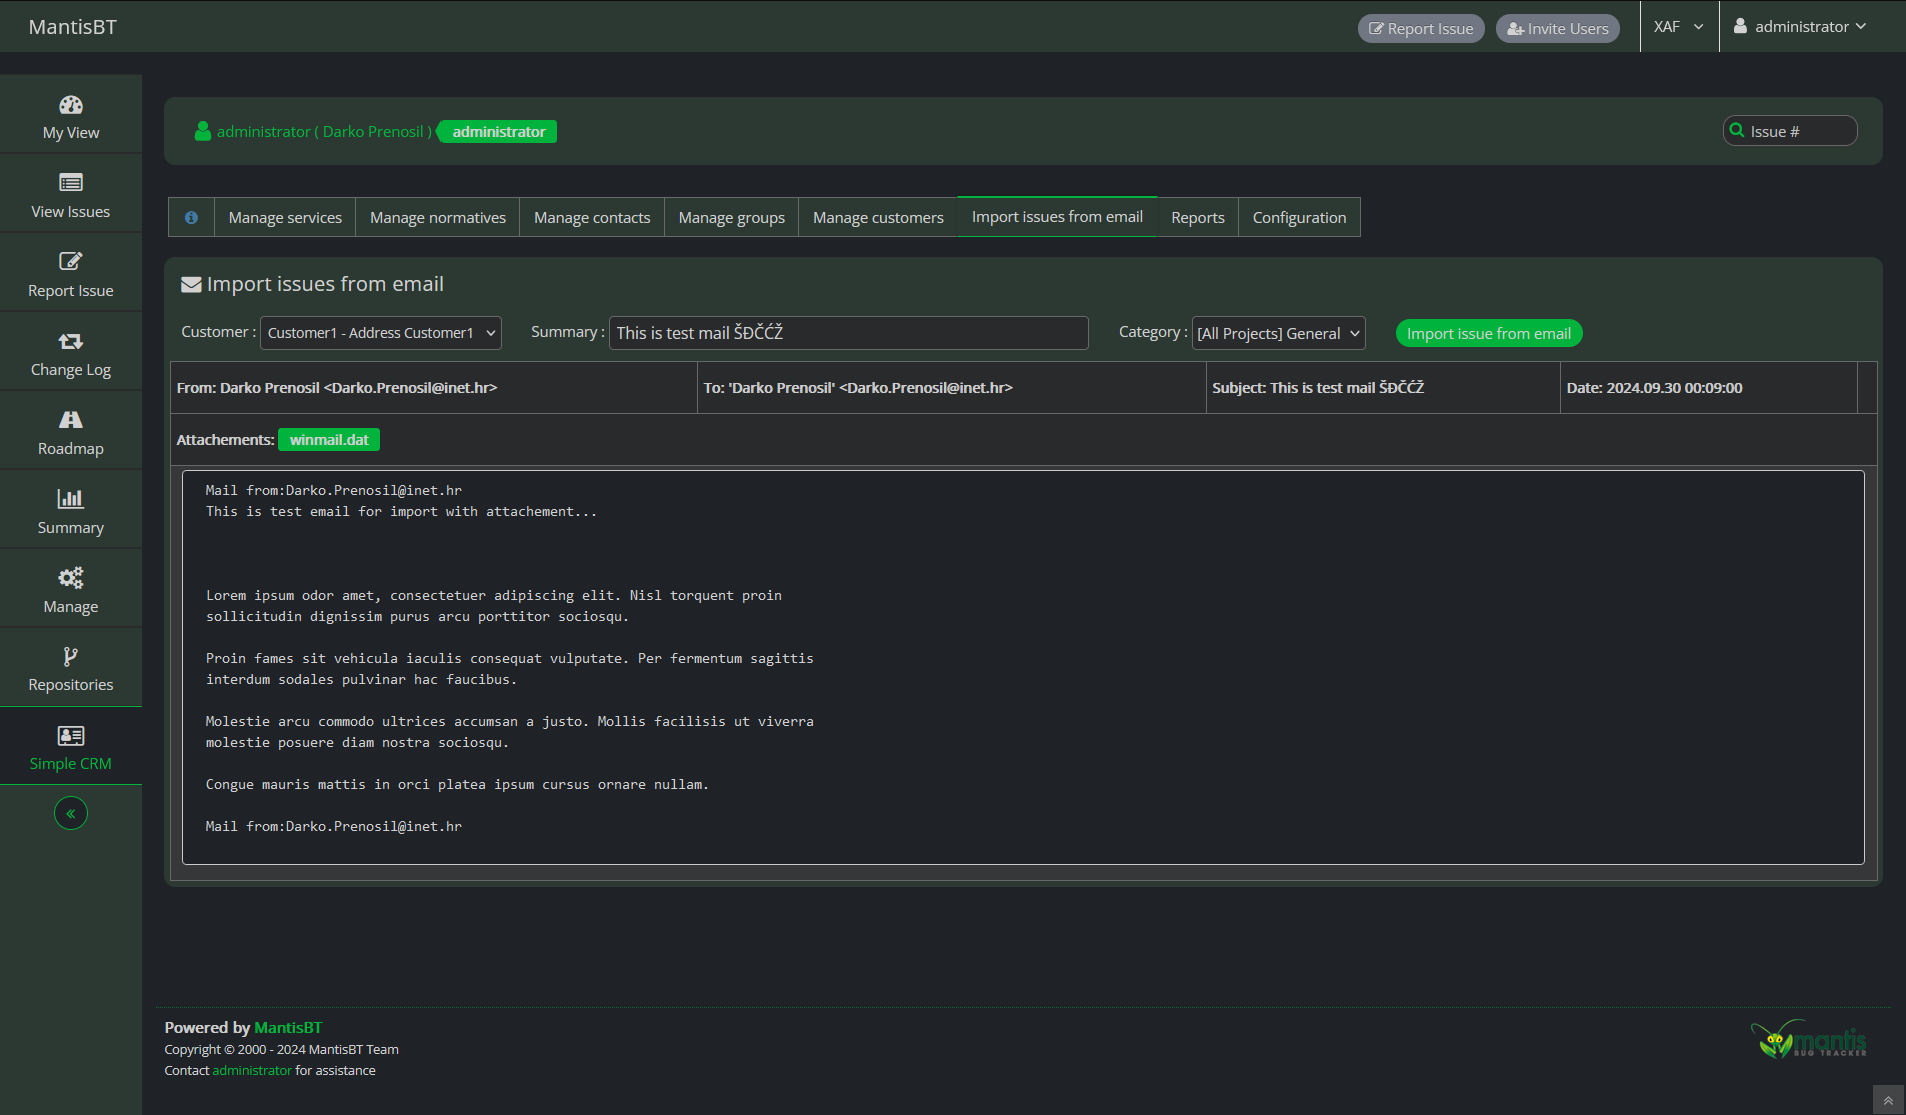 MantisBT
Report Issue
Invite Users
XAF
administrator
My View
View Issues
Report Issue
Change Log
Roadmap
Summary
Manage
Repositories
Simple CRM
administrator ( Darko Prenosil ) administrator
Issue #
Manage services
Manage normatives
Manage contacts
Manage groups
Manage customers
Import issues from email
Reports
Configuration
Import issues from email
Customer : Customer1 - Address Customer1
Summary : This is test mail ŠĐČĆŽ
Category : [All Projects] General
Import issue from email
From: Darko Prenosil <Darko.Prenosil@inet.hr>
To: 'Darko Prenosil' <Darko.Prenosil@inet.hr>
Subject: This is test mail ŠĐČĆŽ
Date: 2024.09.30 00:09:00
Attachements: winmail.dat
Mail from:Darko.Prenosil@inet.hr
This is test email for import with attachement...
Lorem ipsum odor amet, consectetuer adipiscing elit. Nisl torquent proin
sollicitudin dignissim purus arcu porttitor sociosqu.
Proin fames sit vehicula iaculis consequat vulputate. Per fermentum sagittis
interdum sodales pulvinar hac faucibus.
Molestie arcu commodo ultrices accumsan a justo. Mollis facilisis ut viverra
molestie posuere diam nostra sociosqu.
Congue mauris mattis in orci platea ipsum cursus ornare nullam.
Mail from:Darko.Prenosil@inet.hr
Powered by MantisBT
Copyright © 2000 - 2024 MantisBT Team
Contact administrator for assistance
mantis
BUG TRACKER